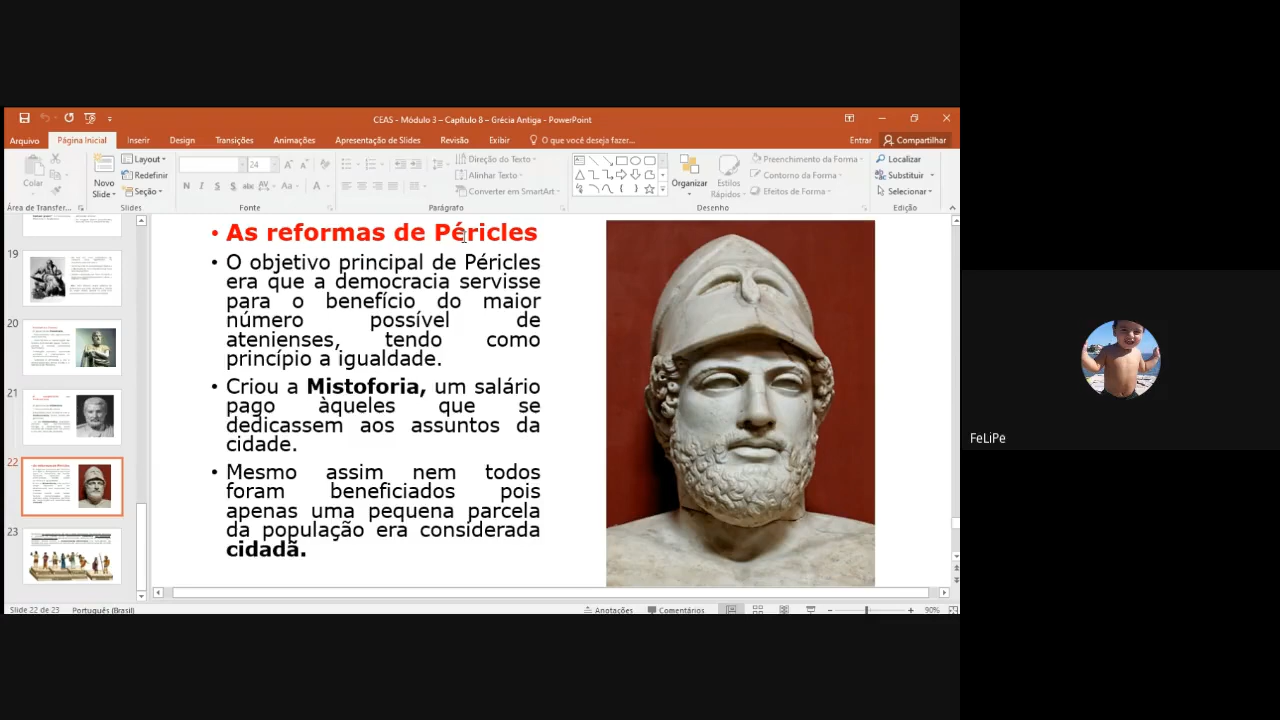 CEAS - Módulo 3 – Capítulo 8 – Grécia Antiga - PowerPoint
Arquivo Página Inicial Inserir Design Transições Animações Apresentação de Slides Revisão Exibir O que você deseja fazer... Entrar Compartilhar
Colar
Novo
Slide
Layout
Redefinir
Seção
24
N I S S abc AV Aa A
Direção do Texto
Alinhar Texto
Converter em SmartArt
Organizar
Estilos
Rápidos
Preenchimento da Forma
Contorno da Forma
Efeitos de Forma
Localizar
Substituir
Selecionar
Área de Transfer... Slides Fonte Parágrafo Desenho Edição
19
20
21
22
23
• As reformas de Péricles
• O objetivo principal de Péricles
era que a democracia servisse
para o benefício do maior
número possível de
atenienses, tendo como
princípio a igualdade.
• Criou a Mistoforia, um salário
pago àqueles que se
dedicassem aos assuntos da
cidade.
• Mesmo assim nem todos
foram beneficiados pois
apenas uma pequena parcela
da população era considerada
cidadã.
Slide 22 de 23 Português (Brasil) Anotações Comentários 90%
FeLiPe